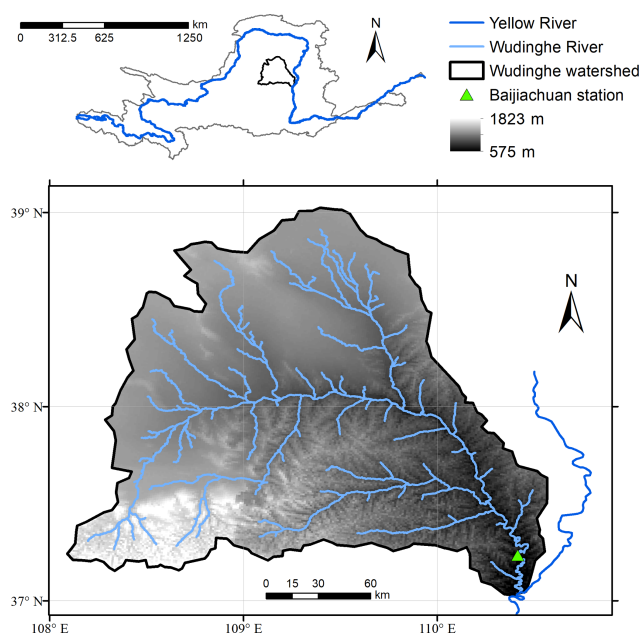 km
0 312.5 625 1250
N
Yellow River
Wudinghe River
Wudinghe watershed
Baijiachuan station
1823 m
575 m
39° N
N
38° N
0 15 30 60
km
37° N
108° E 109° E 110° E